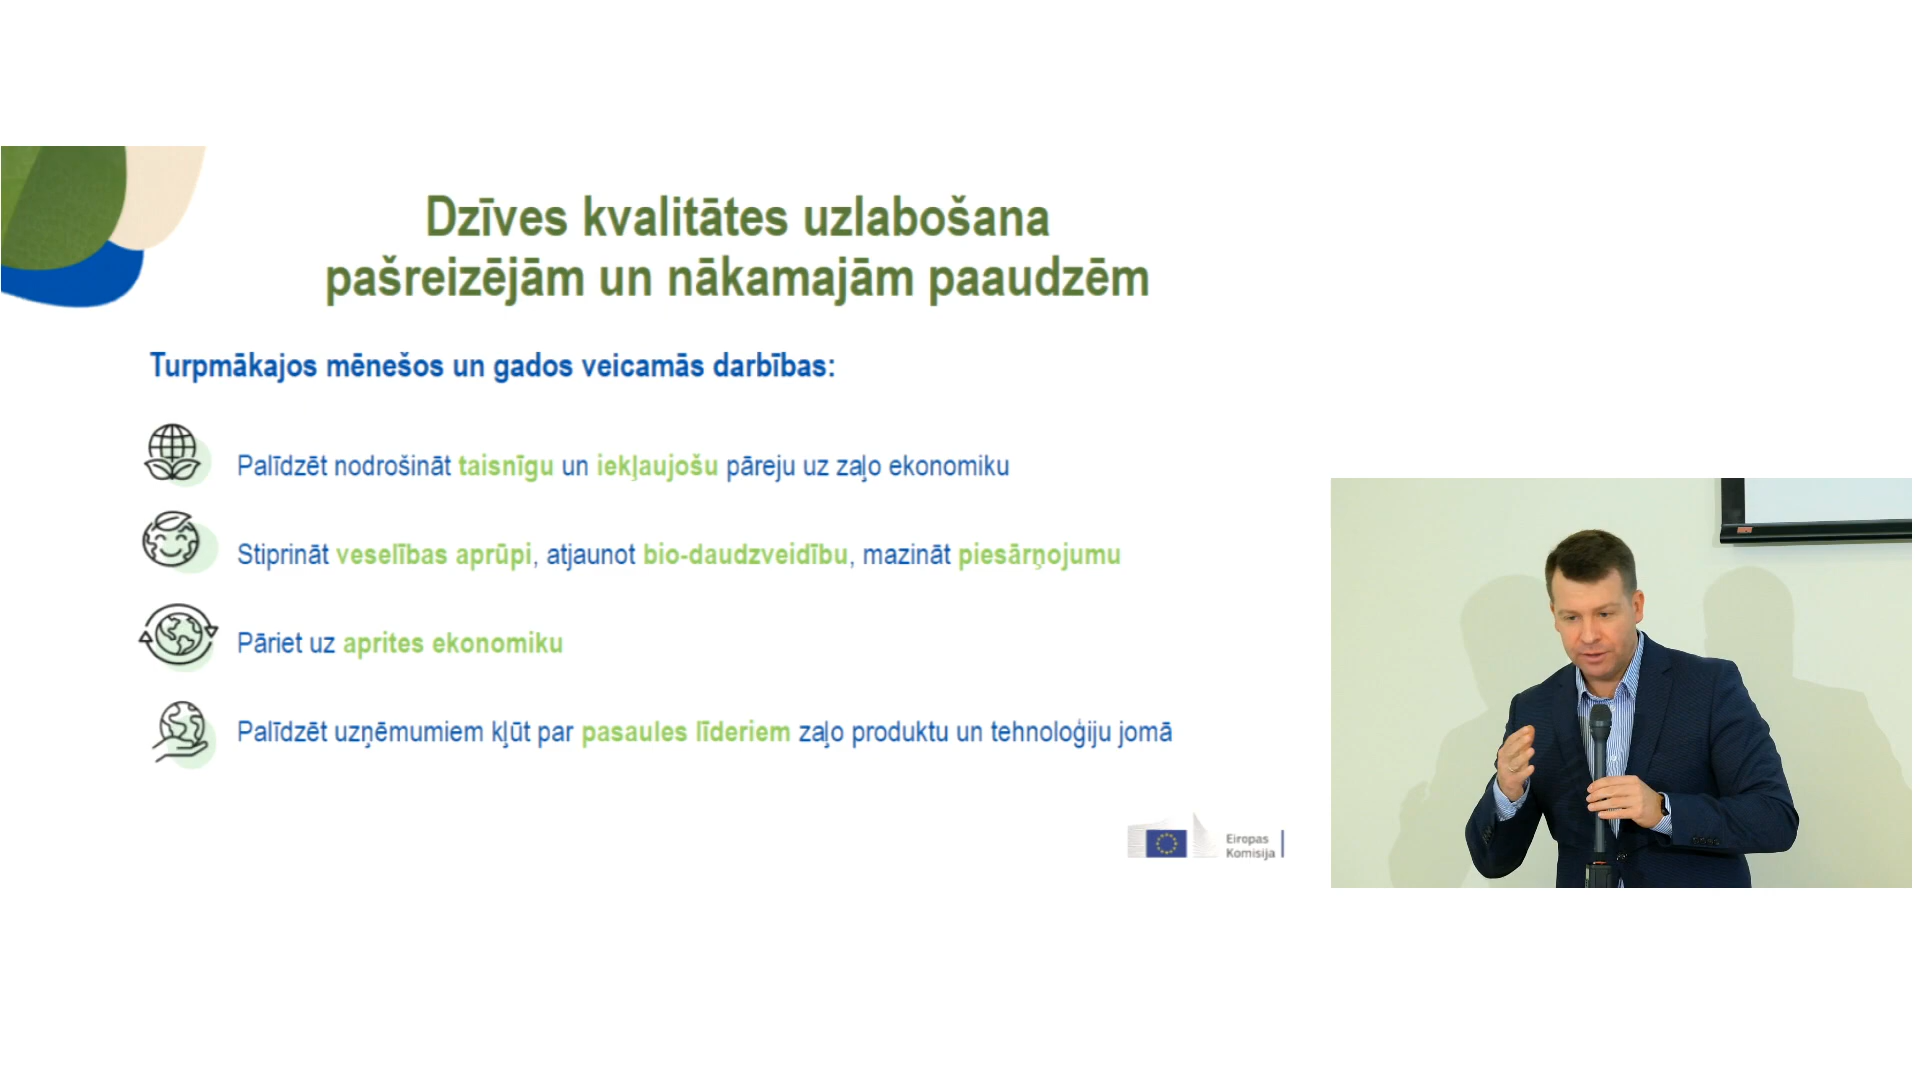 Dzīves kvalitātes uzlabošana
pašreizējām un nākamajām paaudzēm
Turpmākajos mēnešos un gados veicamās darbības:
Palīdzēt nodrošināt taisnīgu un iekļaujošu pāreju uz zaļo ekonomiku
Stiprināt veselības aprūpi, atjaunot bio-daudzveidību, mazināt piesārņojumu
Pāriet uz aprites ekonomiku
Palīdzēt uzņēmumiem kļūt par pasaules līderiem zaļo produktu un tehnoloģiju jomā
Eiropas
Komisija